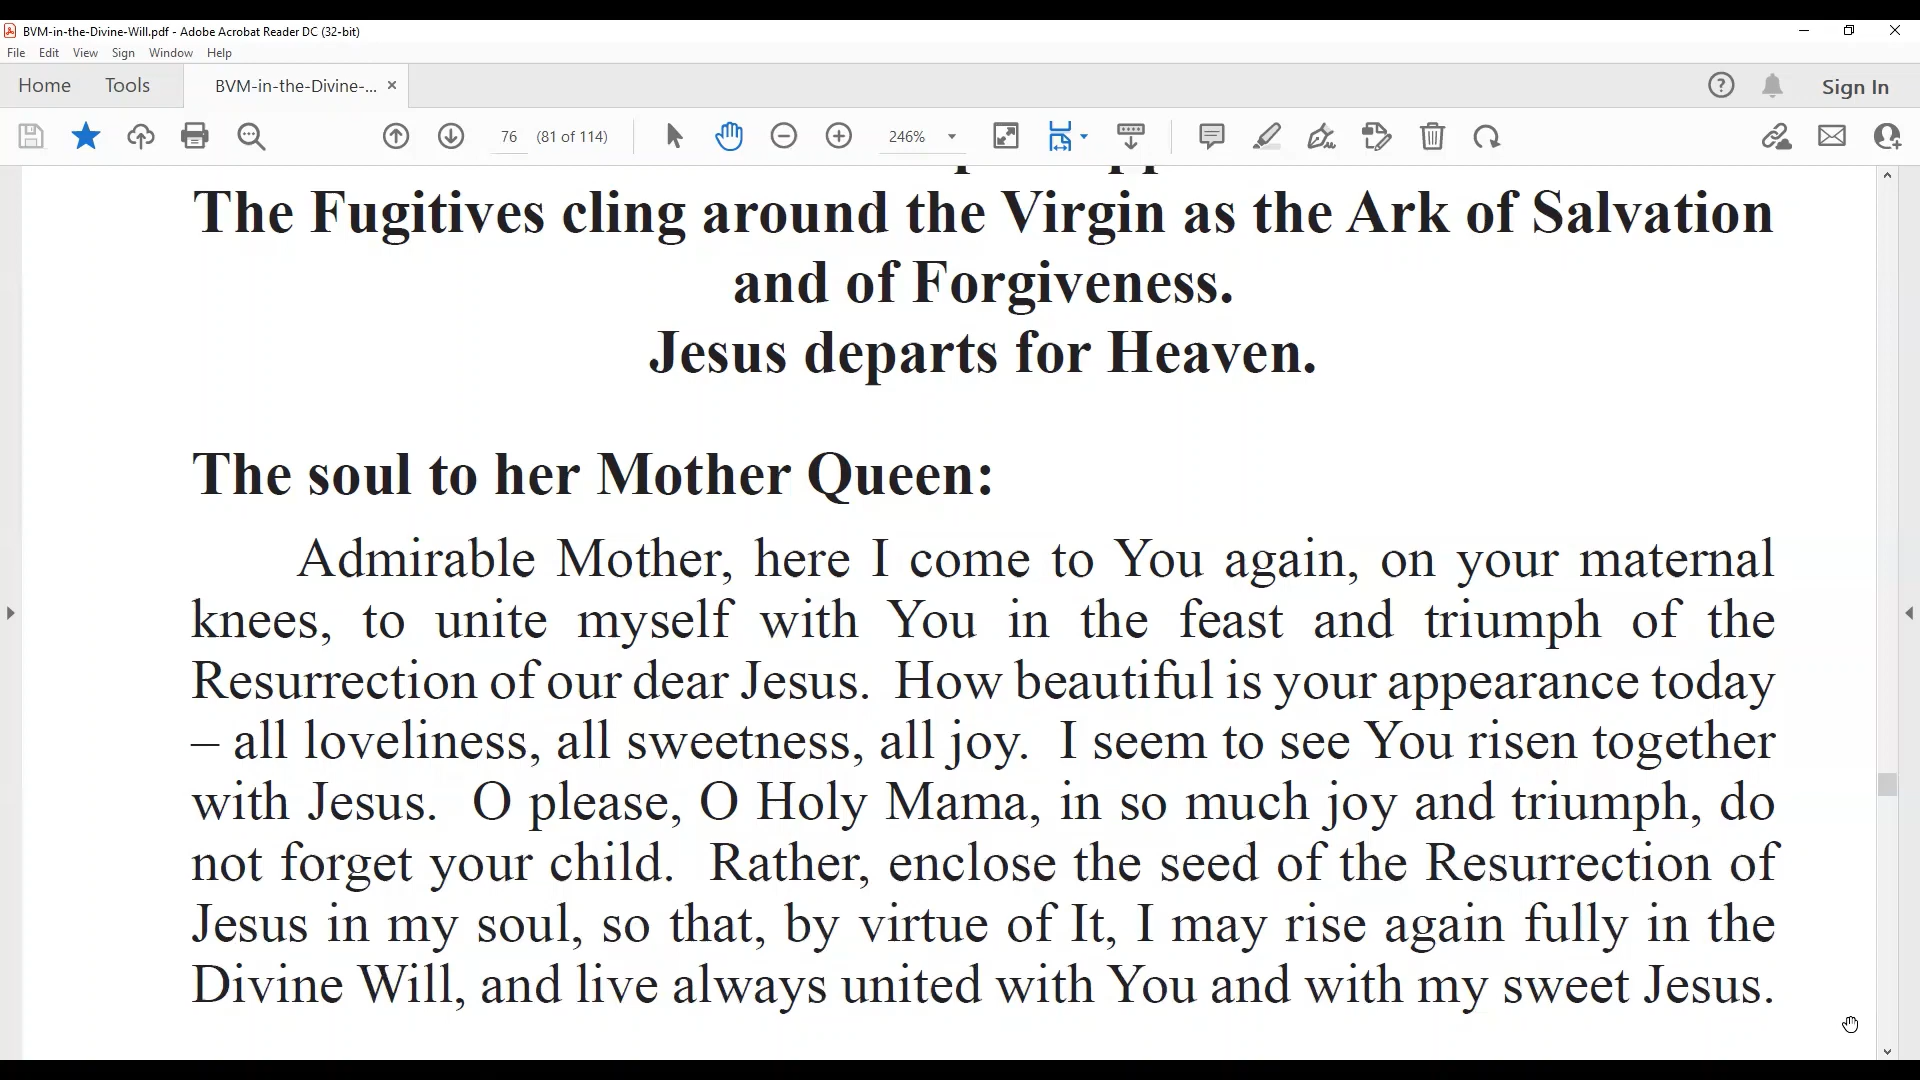 BVM-in-the-Divine-Will.pdf - Adobe Acrobat Reader DC (32-bit)
File Edit View Sign Window Help
Home Tools BVM-in-the-Divine-... × Sign In
76 (81 of 114) 246%
The Fugitives cling around the Virgin as the Ark of Salvation
and of Forgiveness.
Jesus departs for Heaven.
The soul to her Mother Queen:
Admirable Mother, here I come to You again, on your maternal
knees, to unite myself with You in the feast and triumph of the
Resurrection of our dear Jesus. How beautiful is your appearance today
– all loveliness, all sweetness, all joy. I seem to see You risen together
with Jesus. O please, O Holy Mama, in so much joy and triumph, do
not forget your child. Rather, enclose the seed of the Resurrection of
Jesus in my soul, so that, by virtue of It, I may rise again fully in the
Divine Will, and live always united with You and with my sweet Jesus.